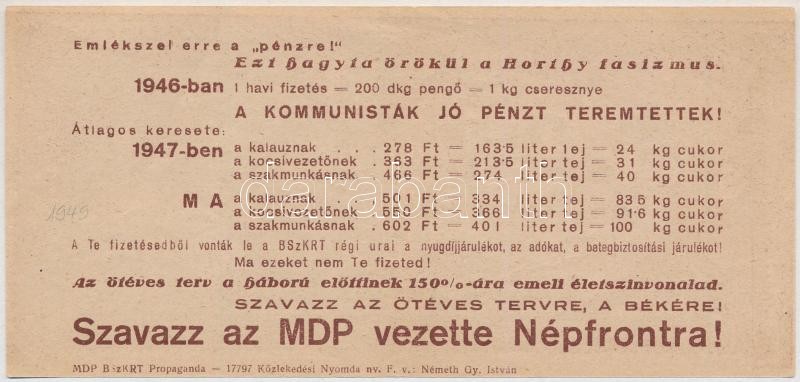 Emlékszel erre a „pénzre!"
Ezt hagyta örökül a Horthy fasizmus.
1946-ban 1 havi fizetés = 200 dkg pengő = 1 kg cseresznye
A KOMMUNISTÁK JÓ PÉNZT TEREMTETTEK!
Átlagos keresete:
1947-ben a kalauznak . . . 278 Ft = 163·5 liter tej = 24 kg cukor
a kocsivezetőnek . 363 Ft = 213·5 liter tej = 31 kg cukor
a szakmunkásnak . 466 Ft = 274 liter tej = 40 kg cukor
MA a kalauznak . . . 501 Ft = 334 liter tej = 83·5 kg cukor
a kocsivezetőnek . 550 Ft = 366 liter tej = 91·6 kg cukor
a szakmunkásnak . 602 Ft = 401 liter tej = 100 kg cukor
1949
A Te fizetésedből vonták le a BSzKRT régi urai a nyugdíjjárulékot, az adókat, a betegbiztosítási járulékot!
Ma ezeket nem Te fizeted!
Az ötéves terv a háború előttinek 150%-ára emeli életszinvonalad.
SZAVAZZ AZ ÖTÉVES TERVRE, A BÉKÉRE!
Szavazz az MDP vezette Népfrontra!
MDP BSzKRT Propaganda — 17797 Közlekedési Nyomda nv. F. v.: Németh Gy. István
darabanth